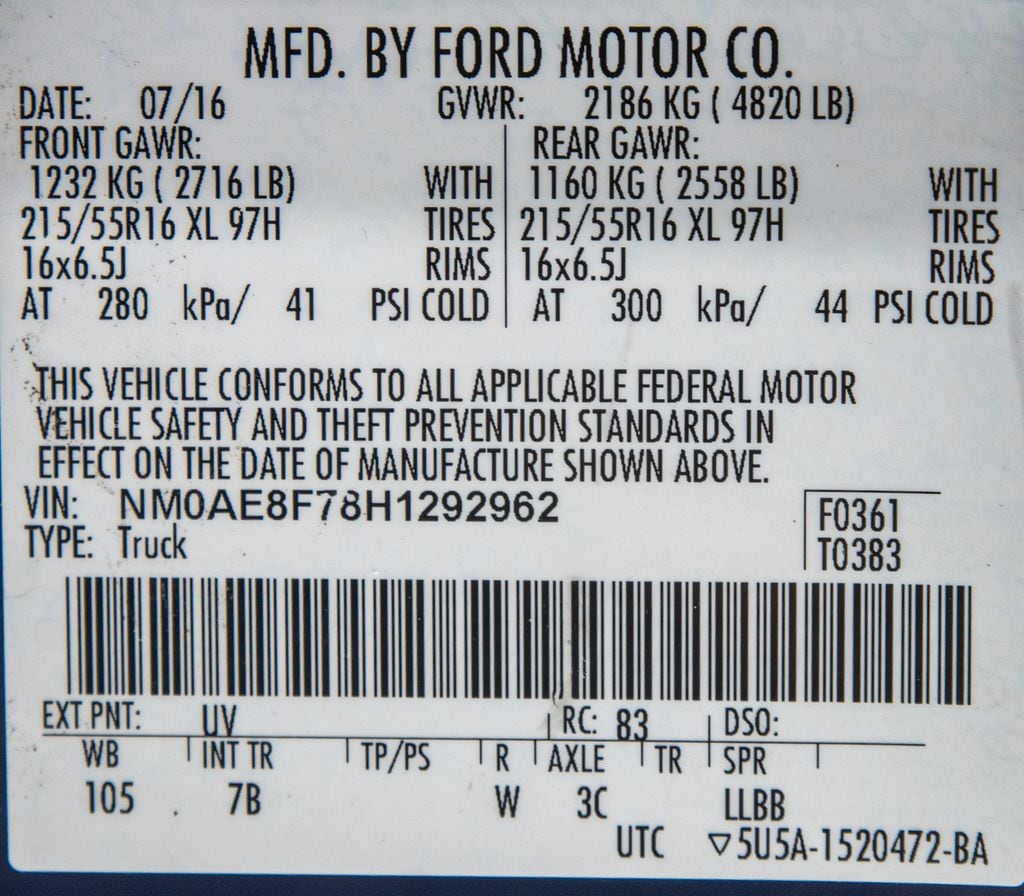 MFD. BY FORD MOTOR CO.
DATE: 07/16 GVWR: 2186 KG ( 4820 LB)
FRONT GAWR: REAR GAWR:
1232 KG ( 2716 LB) WITH 1160 KG ( 2558 LB) WITH
215/55R16 XL 97H TIRES 215/55R16 XL 97H TIRES
16x6.5J RIMS 16x6.5J RIMS
AT 280 kPa/ 41 PSI COLD AT 300 kPa/ 44 PSI COLD
THIS VEHICLE CONFORMS TO ALL APPLICABLE FEDERAL MOTOR
VEHICLE SAFETY AND THEFT PREVENTION STANDARDS IN
EFFECT ON THE DATE OF MANUFACTURE SHOWN ABOVE.
VIN: NM0AE8F78H1292962 F0361
TYPE: Truck T0383
EXT PNT: UV RC: 83 DSO:
WB INT TR TP/PS R AXLE TR SPR
105 . 7B W 3C LLBB
UTC ▽5U5A-1520472-BA